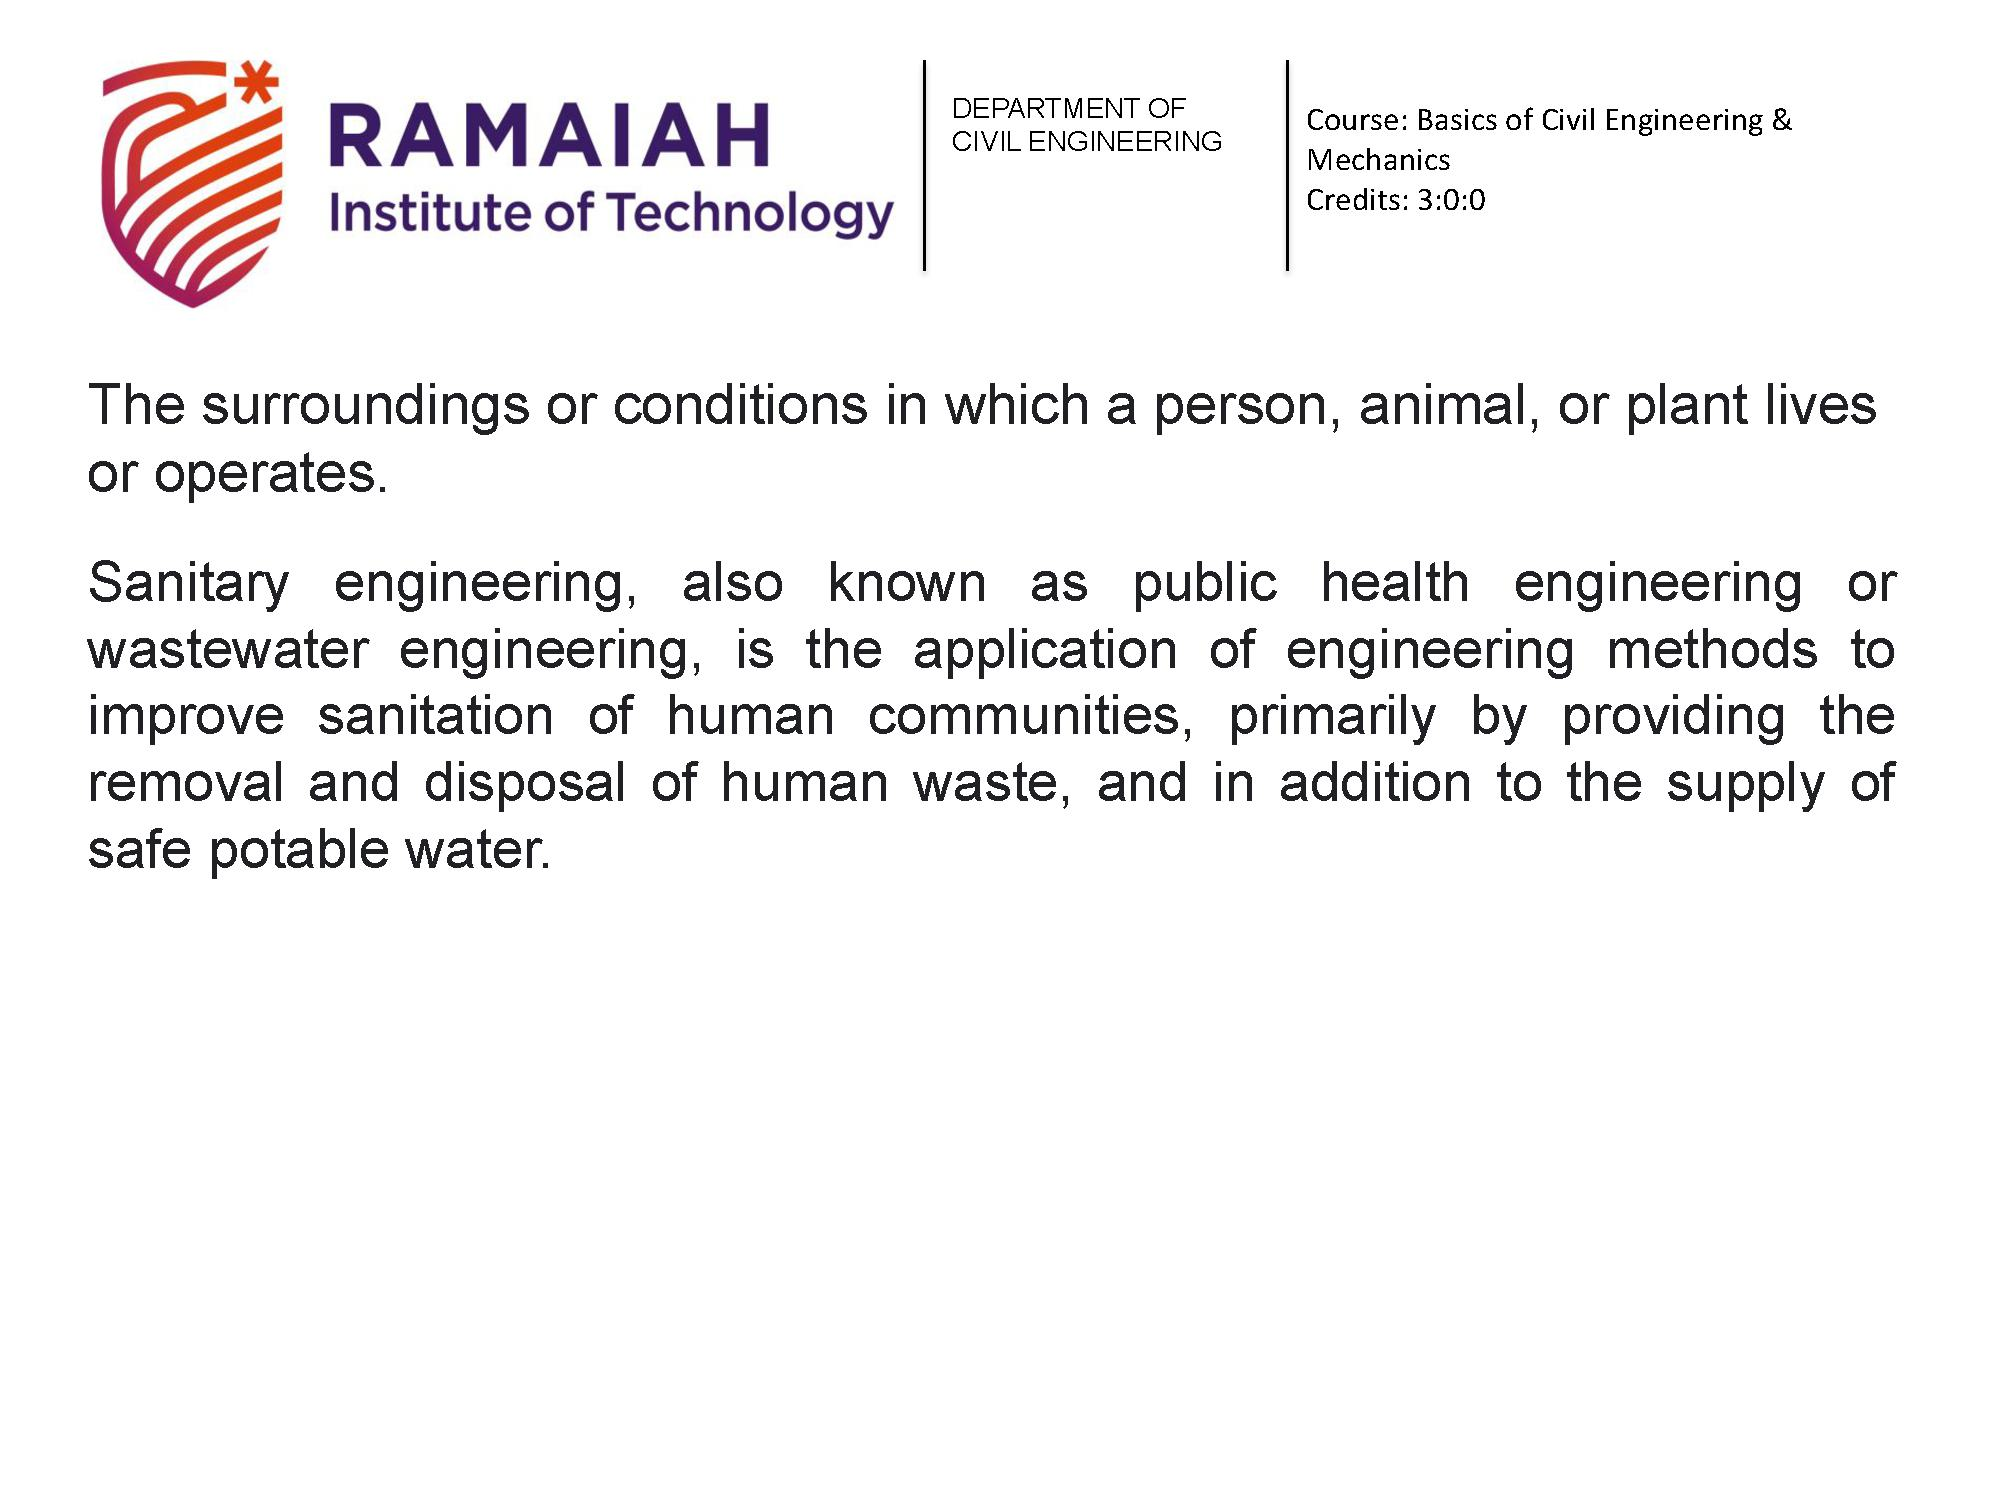 RAMAIAH
Institute of Technology
DEPARTMENT OF
CIVIL ENGINEERING
Course: Basics of Civil Engineering &
Mechanics
Credits: 3:0:0
The surroundings or conditions in which a person, animal, or plant lives
or operates.
Sanitary engineering, also known as public health engineering or
wastewater engineering, is the application of engineering methods to
improve sanitation of human communities, primarily by providing the
removal and disposal of human waste, and in addition to the supply of
safe potable water.